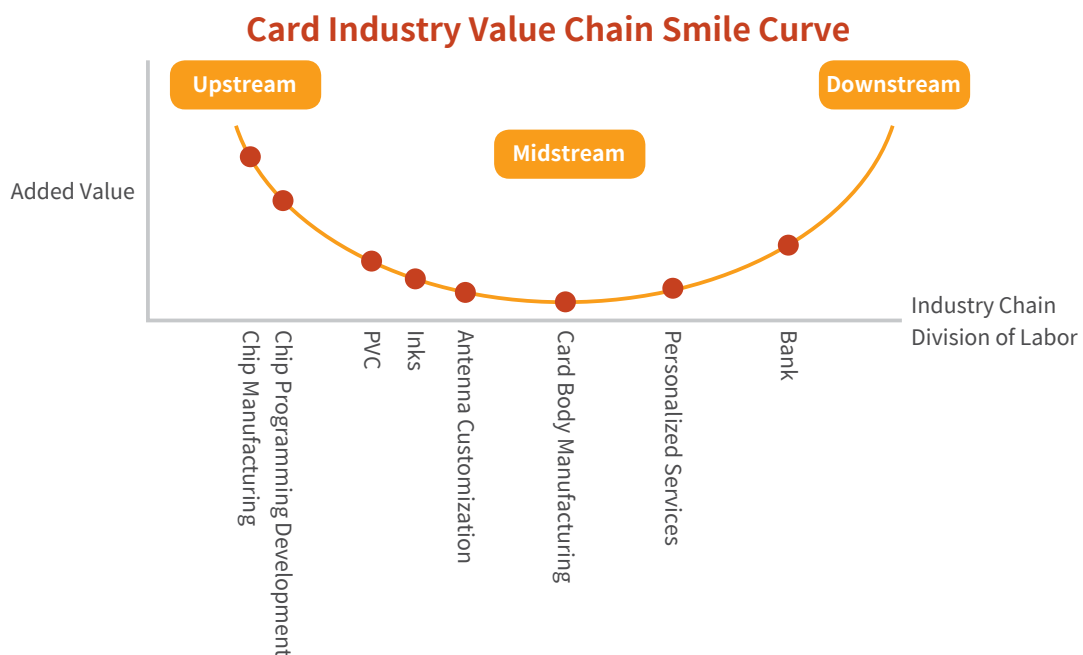 Card Industry Value Chain Smile Curve
Upstream
Downstream
Midstream
Added Value
Industry Chain
Division of Labor
Chip Manufacturing
Chip Programming Development
PVC
Inks
Antenna Customization
Card Body Manufacturing
Personalized Services
Bank